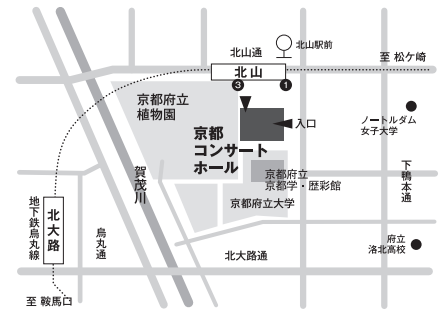 北山通
北山駅前
至 松ヶ崎
北山
3
1
京都府立
植物園
入口
ノートルダム
女子大学
京都
コンサート
ホール
賀茂川
京都府立
京都学・歴彩館
下鴨本通
京都府立大学
地下鉄烏丸線
北大路
烏丸通
北大路通
府立
洛北高校
至 鞍馬口